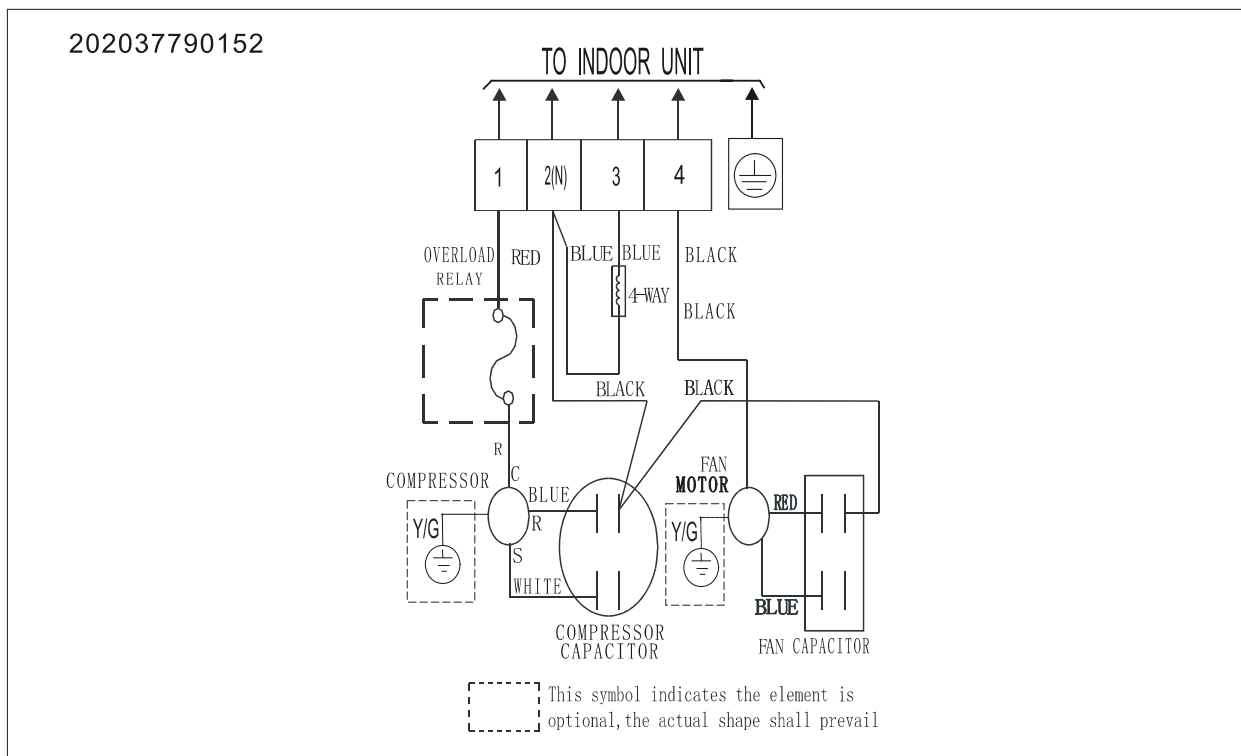 202037790152
TO INDOOR UNIT
1
2(N)
3
4
OVERLOAD
RELAY
RED
BLUE
BLUE
BLACK
4-WAY
BLACK
BLACK
BLACK
R
C
COMPRESSOR
BLUE
R
Y/G
S
WHITE
COMPRESSOR
CAPACITOR
FAN
MOTOR
RED
Y/G
BLUE
FAN CAPACITOR
This symbol indicates the element is
optional,the actual shape shall prevail